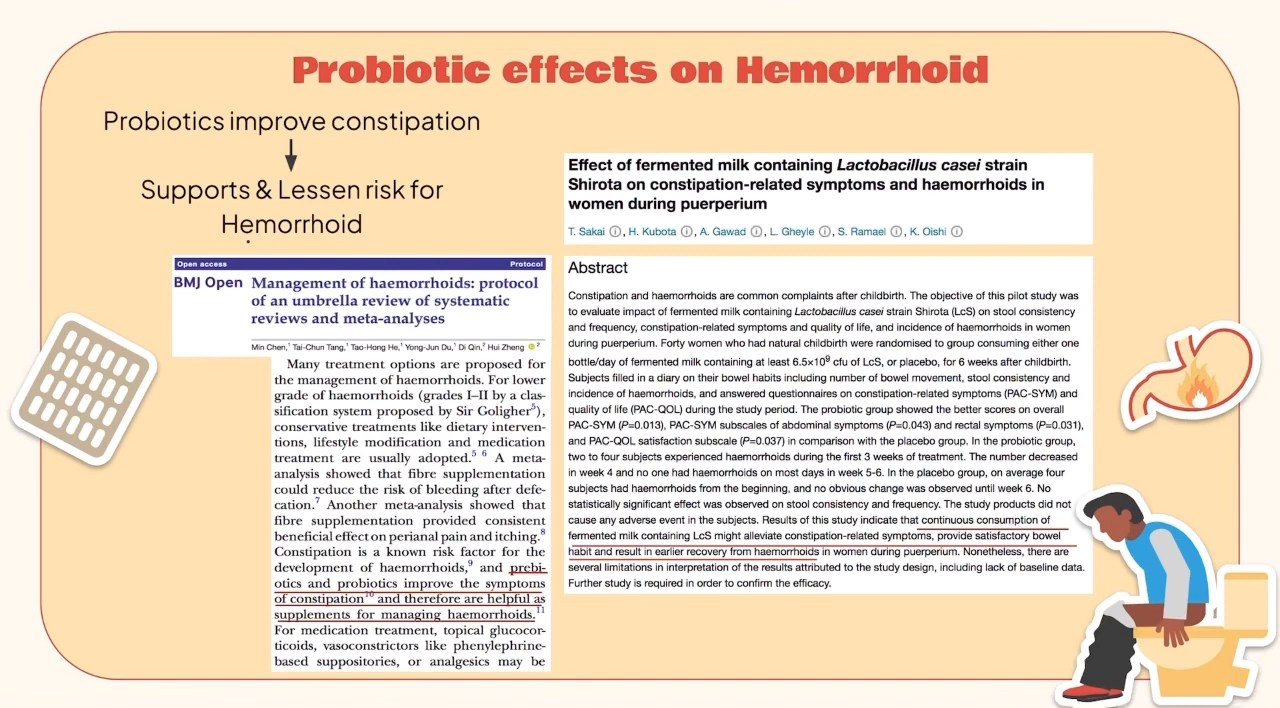 Probiotic effects on Hemorrhoid
Probiotics improve constipation
Supports & Lessen risk for
Hemorrhoid
Open access
Protocol
BMJ Open
Management of haemorrhoids: protocol
of an umbrella review of systematic
reviews and meta-analyses
Min Chen,¹ Tai-Chun Tang,¹ Tao-Hong He,¹ Yong-Jun Du,¹ Di Qin,² Hui Zheng ²
Many treatment options are proposed for
the management of haemorrhoids. For lower
grade of haemorrhoids (grades I–II by a clas-
sification system proposed by Sir Goligher⁵),
conservative treatments like dietary interven-
tions, lifestyle modification and medication
treatment are usually adopted.⁵ ⁶ A meta-
analysis showed that fibre supplementation
could reduce the risk of bleeding after defe-
cation.⁷ Another meta-analysis showed that
fibre supplementation provided consistent
beneficial effect on perianal pain and itching.⁸
Constipation is a known risk factor for the
development of haemorrhoids,⁹ and prebi-
otics and probiotics improve the symptoms
of constipation¹⁰ and therefore are helpful as
supplements for managing haemorrhoids.¹¹
For medication treatment, topical glucocor-
ticoids, vasoconstrictors like phenylephrine-
based suppositories, or analgesics may be
Effect of fermented milk containing Lactobacillus casei strain
Shirota on constipation-related symptoms and haemorrhoids in
women during puerperium
T. Sakai, H. Kubota, A. Gawad, L. Gheyle, S. Ramael, K. Oishi
Abstract
Constipation and haemorrhoids are common complaints after childbirth. The objective of this pilot study was
to evaluate impact of fermented milk containing Lactobacillus casei strain Shirota (LcS) on stool consistency
and frequency, constipation-related symptoms and quality of life, and incidence of haemorrhoids in women
during puerperium. Forty women who had natural childbirth were randomised to group consuming either one
bottle/day of fermented milk containing at least 6.5×10⁹ cfu of LcS, or placebo, for 6 weeks after childbirth.
Subjects filled in a diary on their bowel habits including number of bowel movement, stool consistency and
incidence of haemorrhoids, and answered questionnaires on constipation-related symptoms (PAC-SYM) and
quality of life (PAC-QOL) during the study period. The probiotic group showed the better scores on overall
PAC-SYM (P=0.013), PAC-SYM subscales of abdominal symptoms (P=0.043) and rectal symptoms (P=0.031),
and PAC-QOL satisfaction subscale (P=0.037) in comparison with the placebo group. In the probiotic group,
two to four subjects experienced haemorrhoids during the first 3 weeks of treatment. The number decreased
in week 4 and no one had haemorrhoids on most days in week 5-6. In the placebo group, on average four
subjects had haemorrhoids from the beginning, and no obvious change was observed until week 6. No
statistically significant effect was observed on stool consistency and frequency. The study products did not
cause any adverse event in the subjects. Results of this study indicate that continuous consumption of
fermented milk containing LcS might alleviate constipation-related symptoms, provide satisfactory bowel
habit and result in earlier recovery from haemorrhoids in women during puerperium. Nonetheless, there are
several limitations in interpretation of the results attributed to the study design, including lack of baseline data.
Further study is required in order to confirm the efficacy.